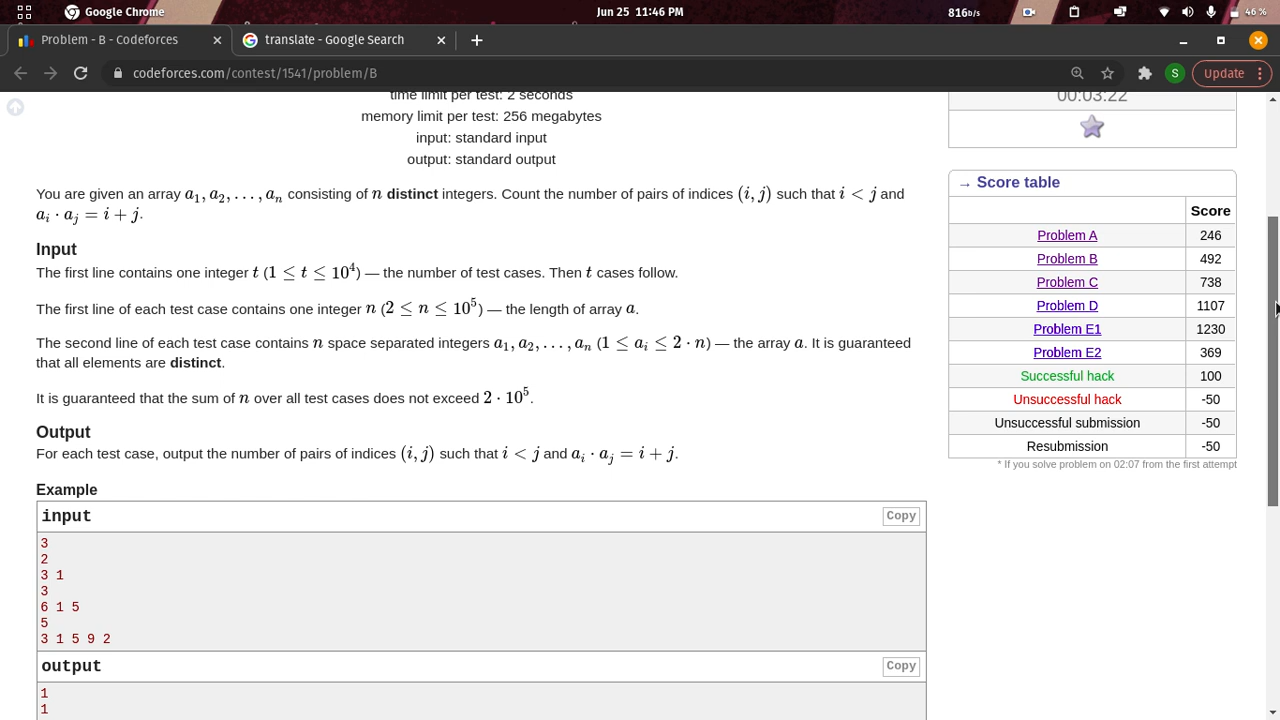 Google Chrome
Jun 25 11:46 PM
816b/s
46 %
Problem - B - Codeforces
translate - Google Search
codeforces.com/contest/1541/problem/B
S
Update
time limit per test: 2 seconds
memory limit per test: 256 megabytes
input: standard input
output: standard output
You are given an array a₁, a₂, …, aₙ consisting of n distinct integers. Count the number of pairs of indices (i, j) such that i < j and
aᵢ · aⱼ = i + j.
Input
The first line contains one integer t (1 ≤ t ≤ 10⁴) — the number of test cases. Then t cases follow.
The first line of each test case contains one integer n (2 ≤ n ≤ 10⁵) — the length of array a.
The second line of each test case contains n space separated integers a₁, a₂, …, aₙ (1 ≤ aᵢ ≤ 2 · n) — the array a. It is guaranteed
that all elements are distinct.
It is guaranteed that the sum of n over all test cases does not exceed 2 · 10⁵.
Output
For each test case, output the number of pairs of indices (i, j) such that i < j and aᵢ · aⱼ = i + j.
Example
input
Copy
3
2
3 1
3
6 1 5
5
3 1 5 9 2
output
Copy
1
1
00:03:22
→ Score table
Score
Problem A 246
Problem B 492
Problem C 738
Problem D 1107
Problem E1 1230
Problem E2 369
Successful hack 100
Unsuccessful hack -50
Unsuccessful submission -50
Resubmission -50
* If you solve problem on 02:07 from the first attempt